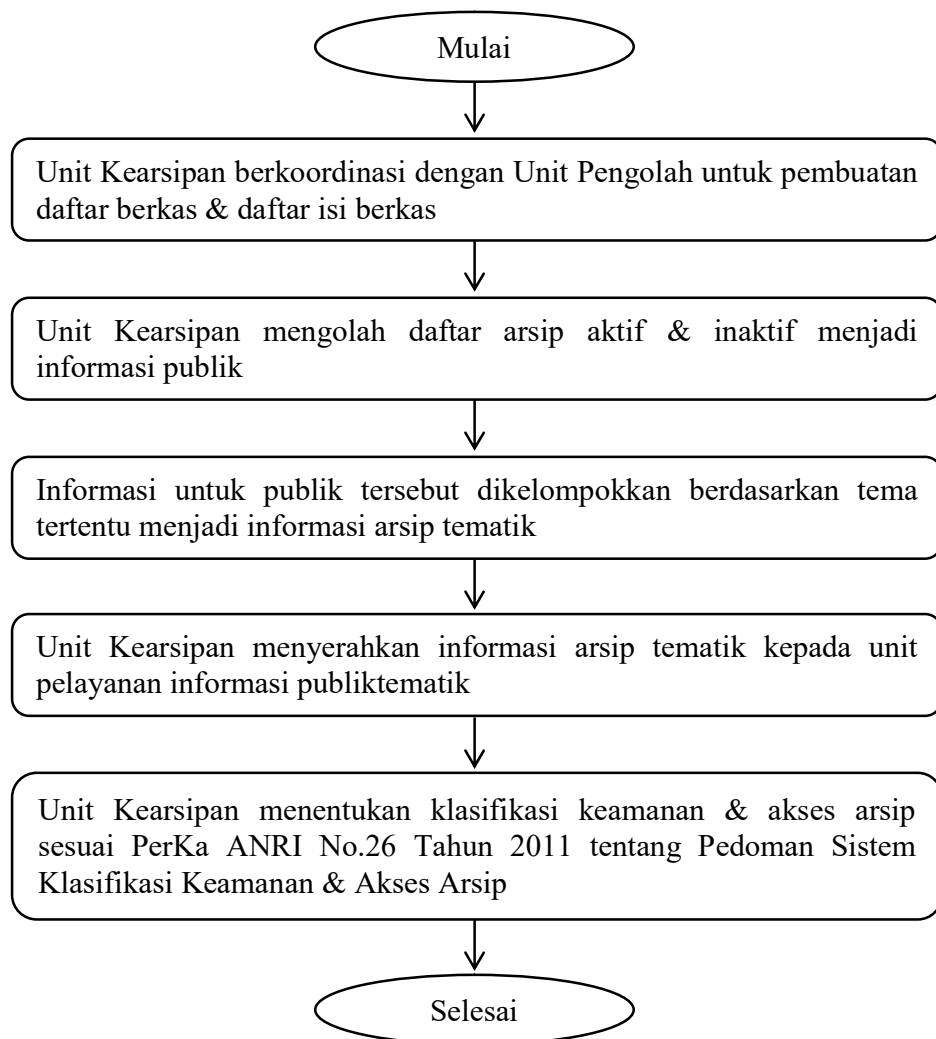 Mulai
Unit Kearsipan berkoordinasi dengan Unit Pengolah untuk pembuatan
daftar berkas & daftar isi berkas
Unit Kearsipan mengolah daftar arsip aktif & inaktif menjadi
informasi publik
Informasi untuk publik tersebut dikelompokkan berdasarkan tema
tertentu menjadi informasi arsip tematik
Unit Kearsipan menyerahkan informasi arsip tematik kepada unit
pelayanan informasi publiktematik
Unit Kearsipan menentukan klasifikasi keamanan & akses arsip
sesuai PerKa ANRI No.26 Tahun 2011 tentang Pedoman Sistem
Klasifikasi Keamanan & Akses Arsip
Selesai